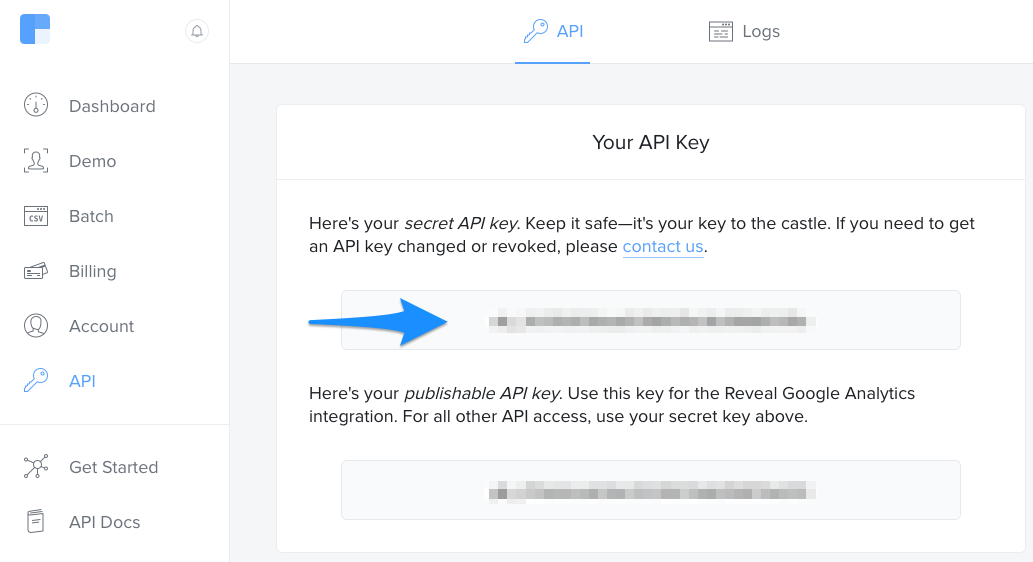 API
Logs
Dashboard
Demo
CSV
Batch
Billing
Account
API
Get Started
API Docs
Your API Key
Here's your secret API key. Keep it safe—it's your key to the castle. If you need to get
an API key changed or revoked, please contact us.
Here's your publishable API key. Use this key for the Reveal Google Analytics
integration. For all other API access, use your secret key above.